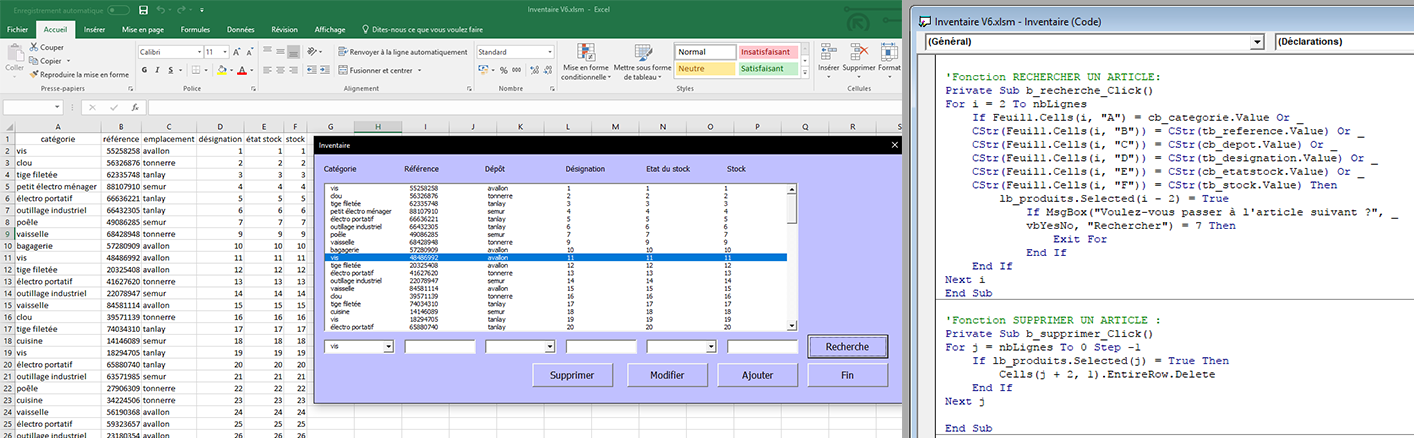 Enregistrement automatique
Inventaire V6.xlsm - Excel
Fichier Accueil Insérer Mise en page Formules Données Révision Affichage Dites-nous ce que vous voulez faire
Coller
Couper
Copier
Reproduire la mise en forme
Presse-papiers
Calibri 11
G I S
Police
Renvoyer à la ligne automatiquement
Fusionner et centrer
Alignement
Standard
% 000
Nombre
Mise en forme conditionnelle
Mettre sous forme de tableau
Normal Insatisfaisant
Neutre Satisfaisant
Styles
Insérer Supprimer Format
Cellules
A B C D E F G H I J K L M N O P Q R S
1 catégorie référence emplacement désignation état stock stock
2 vis 55258258 avallon 1 1 1
3 clou 56326876 tonnerre 2 2 2
4 tige filetée 62335748 tanlay 3 3 3
5 petit électro ménager 88107910 semur 4 4 4
6 électro portatif 66636221 tanlay 5 5 5
7 outillage industriel 66432305 tanlay 6 6 6
8 poêle 49086285 semur 7 7 7
9 vaisselle 68428948 tonnerre 9 9 9
10 bagagerie 57280909 avallon 10 10 10
11 vis 48486992 avallon 11 11 11
12 tige filetée 20325408 avallon 12 12 12
13 électro portatif 41627620 tonnerre 13 13 13
14 outillage industriel 22078947 semur 14 14 14
15 vaisselle 84581114 avallon 15 15 15
16 clou 39571139 tonnerre 16 16 16
17 tige filetée 74034310 tanlay 17 17 17
18 cuisine 14146089 semur 18 18 18
19 vis 18294705 tanlay 19 19 19
20 électro portatif 65880740 tanlay 20 20 20
21 outillage industriel 63571985 semur 21 21 21
22 poêle 27906309 tonnerre 22 22 22
23 cuisine 34224506 tonnerre 23 23 23
24 vaisselle 56190368 avallon 24 24 24
25 électro portatif 59323657 avallon 25 25 25
26 outillage industriel 23180354 avallon 26 26 26
Inventaire
Catégorie Référence Dépôt Désignation Etat du stock Stock
vis 55258258 avallon 1 1 1
clou 56326876 tonnerre 2 2 2
tige filetée 62335748 tanlay 3 3 3
petit électro ménager 88107910 semur 4 4 4
électro portatif 66636221 tanlay 5 5 5
outillage industriel 66432305 tanlay 6 6 6
poêle 49086285 semur 7 7 7
vaisselle 68428948 tonnerre 9 9 9
bagagerie 57280909 avallon 10 10 10
vis 48486992 avallon 11 11 11
tige filetée 20325408 avallon 12 12 12
électro portatif 41627620 tonnerre 13 13 13
outillage industriel 22078947 semur 14 14 14
vaisselle 84581114 avallon 15 15 15
clou 39571139 tonnerre 16 16 16
tige filetée 74034310 tanlay 17 17 17
cuisine 14146089 semur 18 18 18
vis 18294705 tanlay 19 19 19
électro portatif 65880740 tanlay 20 20 20
vis
Recherche
Supprimer Modifier Ajouter Fin
Inventaire V6.xlsm - Inventaire (Code)
(Général) (Déclarations)
'Fonction RECHERCHER UN ARTICLE:
Private Sub b_recherche_Click()
For i = 2 To nbLignes
If Feuill.Cells(i, "A") = cb_categorie.Value Or _
CStr(Feuill.Cells(i, "B")) = CStr(tb_reference.Value) Or _
CStr(Feuill.Cells(i, "C")) = CStr(cb_depot.Value) Or _
CStr(Feuill.Cells(i, "D")) = CStr(tb_designation.Value) Or _
CStr(Feuill.Cells(i, "E")) = CStr(cb_etatstock.Value) Or _
CStr(Feuill.Cells(i, "F")) = CStr(tb_stock.Value) Then
lb_produits.Selected(i - 2) = True
If MsgBox("Voulez-vous passer à l'article suivant ?", _
vbYesNo, "Rechercher") = 7 Then
Exit For
End If
End If
Next i
End Sub
'Fonction SUPPRIMER UN ARTICLE :
Private Sub b_supprimer_Click()
For j = nbLignes To 0 Step -1
If lb_produits.Selected(j) = True Then
Cells(j + 2, 1).EntireRow.Delete
End If
Next j
End Sub